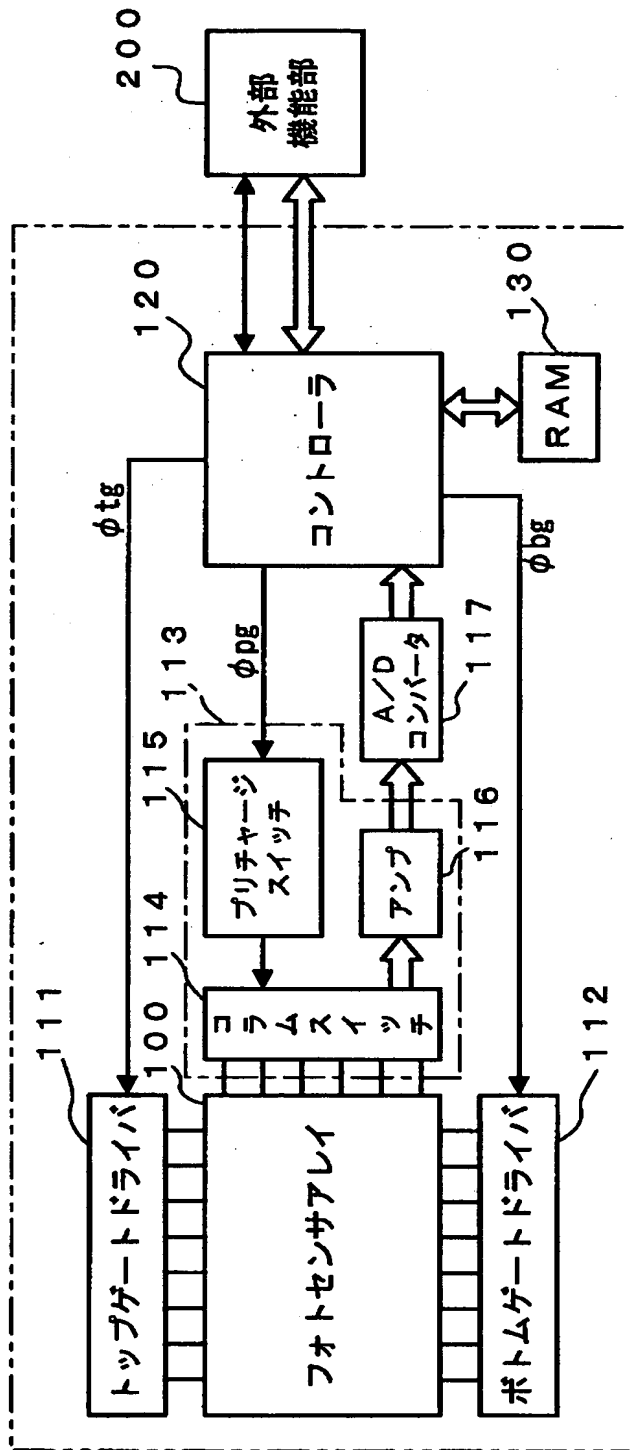 111
トップゲートドライバ
φtg
100
フォトセンサアレイ
114
コラムスイッチ
115
プリチャージ
スイッチ
113
φpg
アンプ
116
A/D
コンバータ
117
120
コントローラ
200
外部
機能部
RAM
130
φbg
ボトムゲートドライバ
112